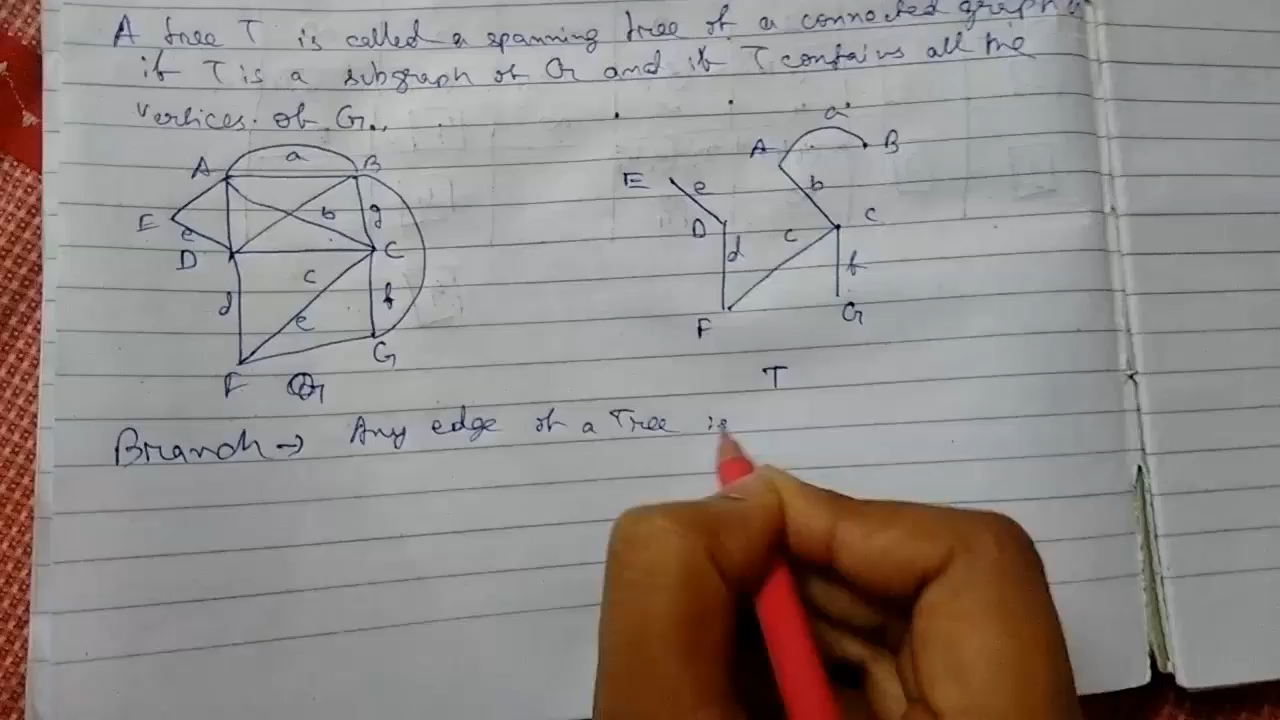 A tree T is called a spanning tree of a connected graph
if T is a subgraph of G and if T contains all the
vertices. of G.
A a B
E e D b g C
c
d e f
F G
G
A a B
E e b
D d c C
f
F G
T
Branch → Any edge of a Tree is